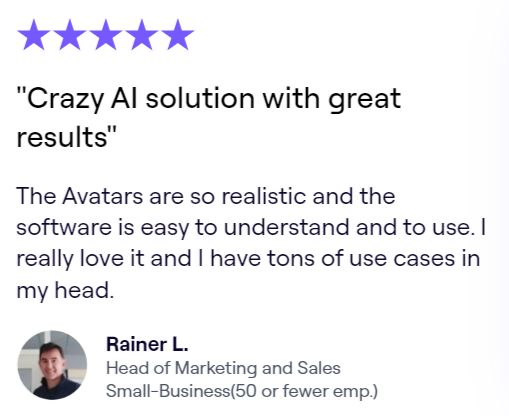 "Crazy AI solution with great
results"
The Avatars are so realistic and the
software is easy to understand and to use. I
really love it and I have tons of use cases in
my head.
Rainer L.
Head of Marketing and Sales
Small-Business(50 or fewer emp.)